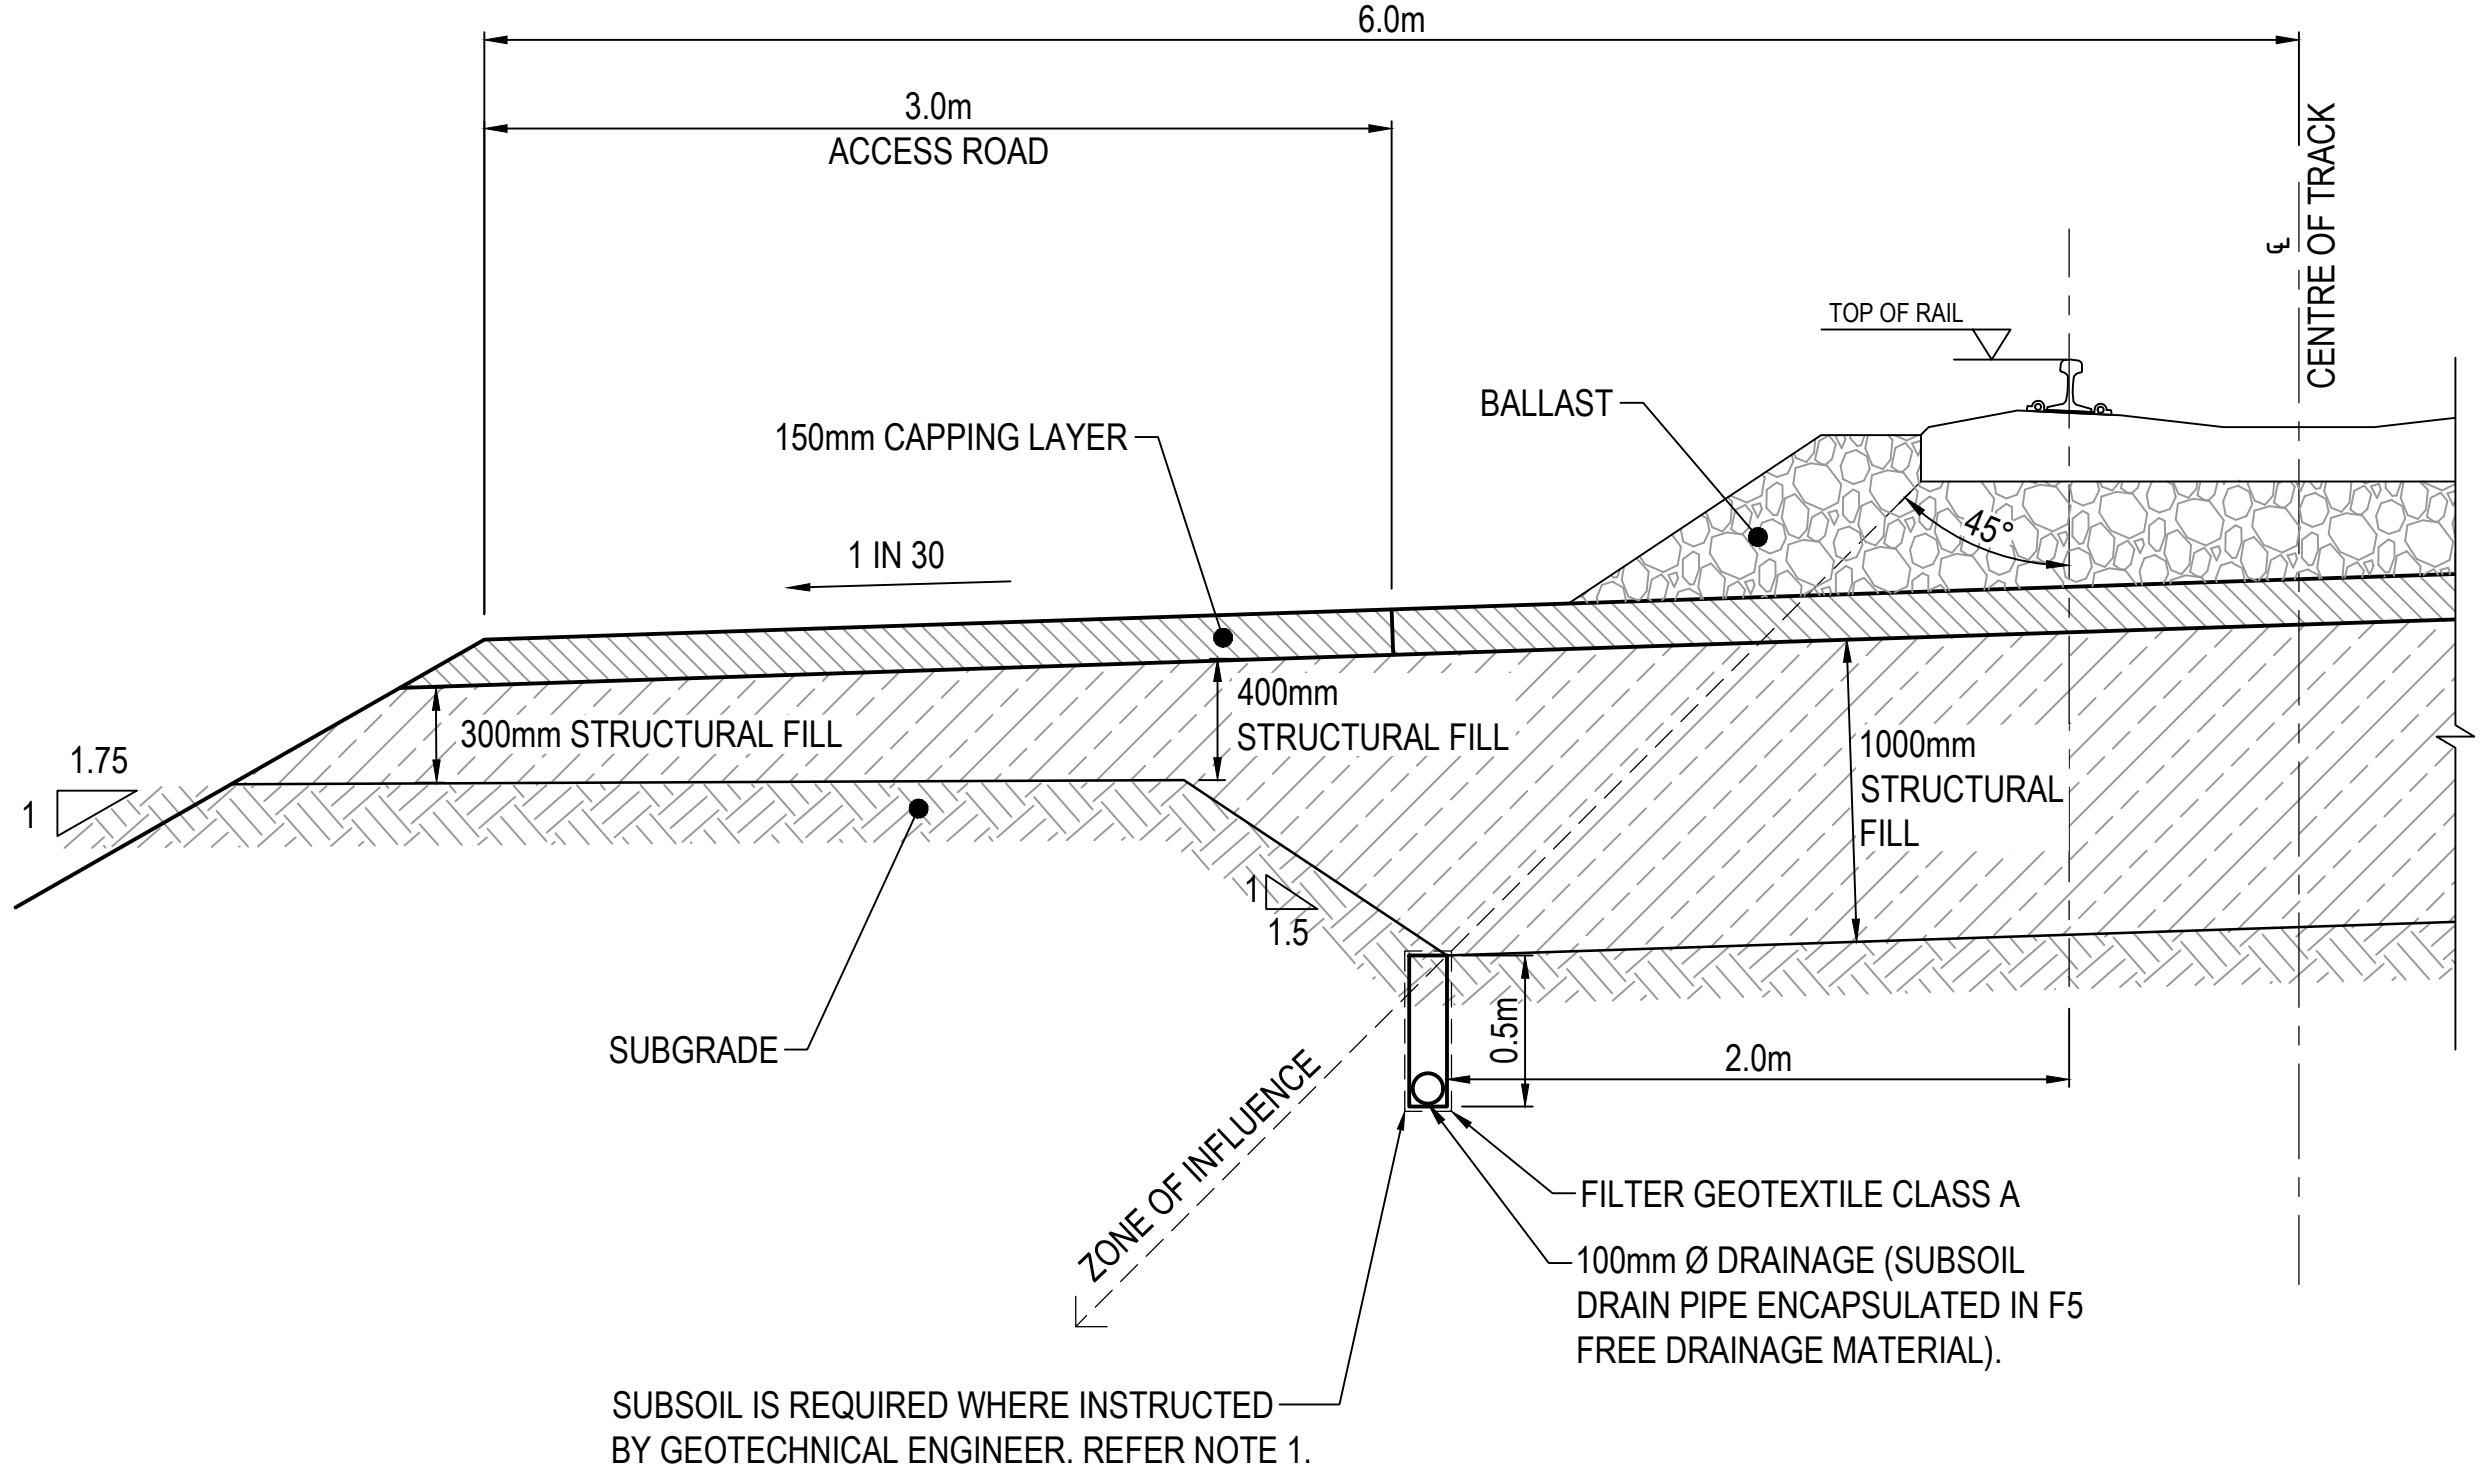 6.0m
3.0m
ACCESS ROAD
CENTRE OF TRACK
TOP OF RAIL
BALLAST
150mm CAPPING LAYER
45°
1 IN 30
400mm
STRUCTURAL FILL
300mm STRUCTURAL FILL
1000mm
STRUCTURAL
FILL
1.75
1
1
1.5
0.5m
SUBGRADE
2.0m
ZONE OF INFLUENCE
FILTER GEOTEXTILE CLASS A
100mm Ø DRAINAGE (SUBSOIL
DRAIN PIPE ENCAPSULATED IN F5
FREE DRAINAGE MATERIAL).
SUBSOIL IS REQUIRED WHERE INSTRUCTED
BY GEOTECHNICAL ENGINEER. REFER NOTE 1.